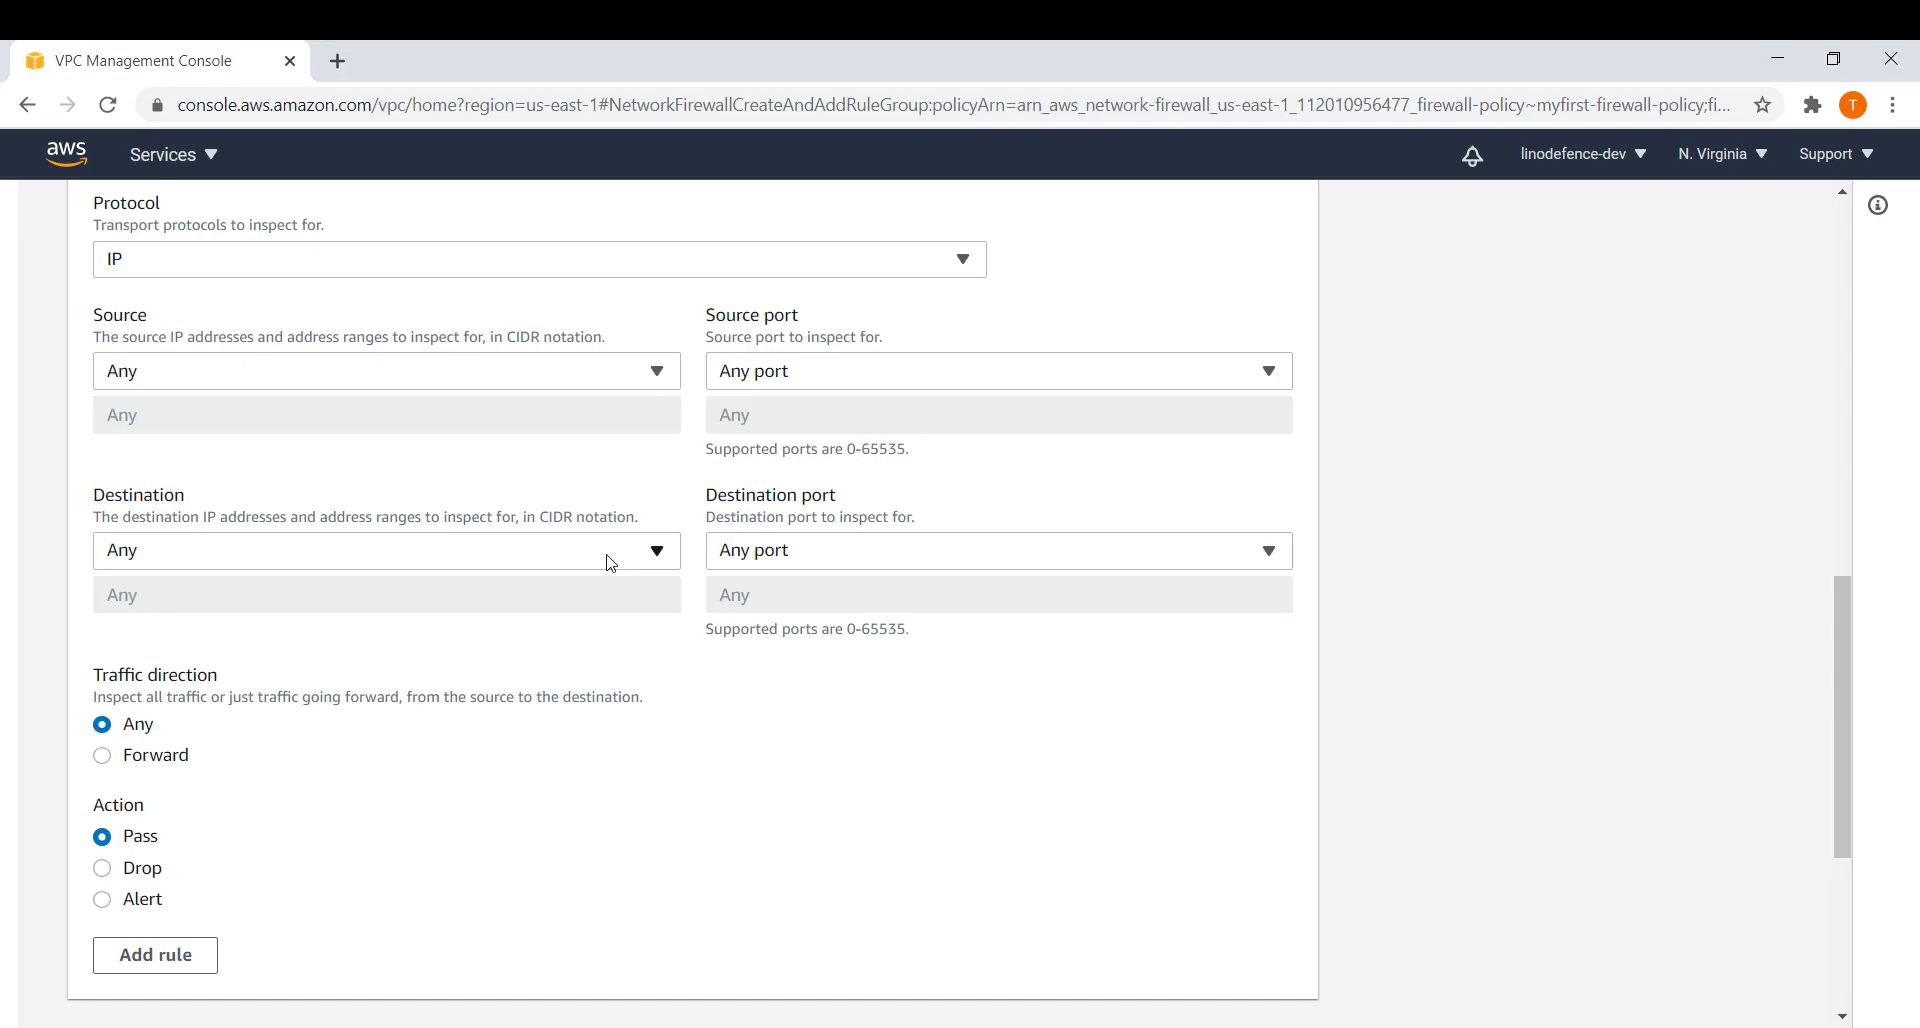 VPC Management Console
console.aws.amazon.com/vpc/home?region=us-east-1#NetworkFirewallCreateAndAddRuleGroup:policyArn=arn_aws_network-firewall_us-east-1_112010956477_firewall-policy~myfirst-firewall-policy;fi...
T
aws
Services
linodefence-dev
N. Virginia
Support
Protocol
Transport protocols to inspect for.
IP
Source
The source IP addresses and address ranges to inspect for, in CIDR notation.
Any
Any
Source port
Source port to inspect for.
Any port
Any
Supported ports are 0-65535.
Destination
The destination IP addresses and address ranges to inspect for, in CIDR notation.
Any
Any
Destination port
Destination port to inspect for.
Any port
Any
Supported ports are 0-65535.
Traffic direction
Inspect all traffic or just traffic going forward, from the source to the destination.
Any
Forward
Action
Pass
Drop
Alert
Add rule